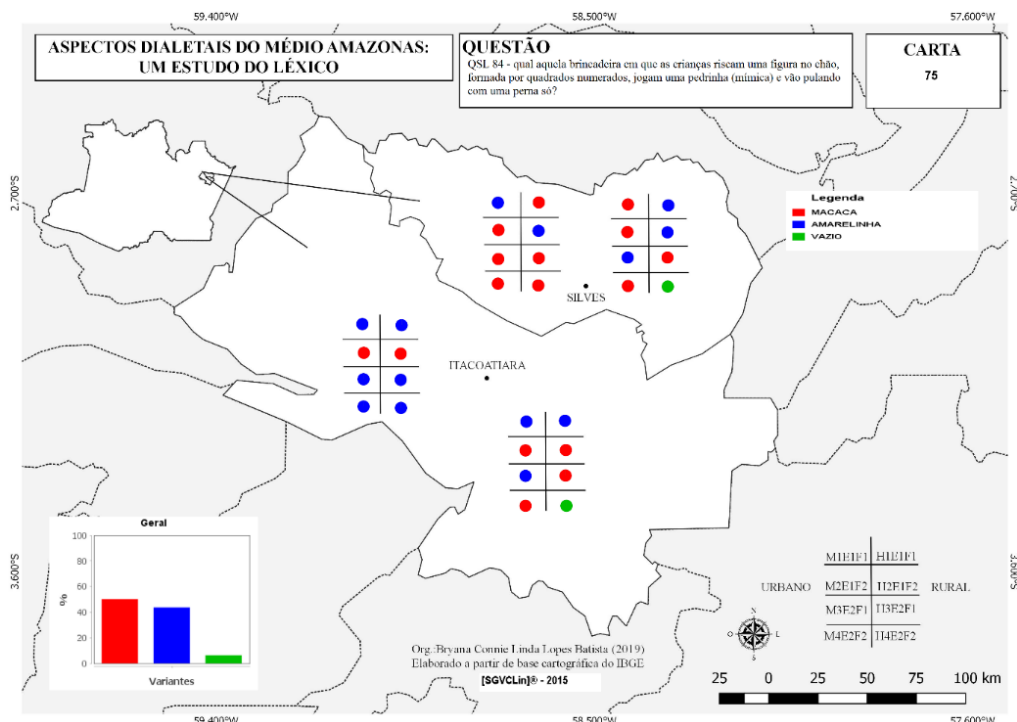 59.400°W
58.500°W
57.600°W
ASPECTOS DIALETAIS DO MÉDIO AMAZONAS:
UM ESTUDO DO LÉXICO
QUESTÃO
QSL 84 - qual aquela brincadeira em que as crianças riscam uma figura no chão,
formada por quadrados numerados, jogam uma pedrinha (mímica) e vão pulando
com uma perna só?
CARTA
75
2.700°S
2.700°S
Legenda
MACACA
AMARELINHA
VAZIO
SILVES
ITACOATIARA
Geral
100
80
60
40
20
0
%
Variantes
3.600°S
3.600°S
M1E1F1 H1E1F1
URBANO M2E1F2 H2E1F2 RURAL
M3E2F1 H3E2F1
M4E2F2 H4E2F2
N
O L
S
Org.:Bryana Connie Linda Lopes Batista (2019)
Elaborado a partir de base cartográfica do IBGE
[SGVCLin]® - 2015
25 0 25 50 75 100 km
59.400°W
58.500°W
57.600°W